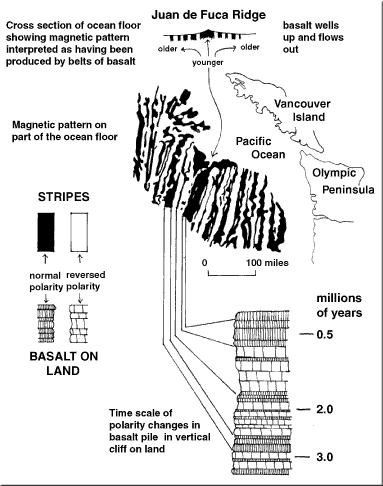 Juan de Fuca Ridge
Cross section of ocean floor
showing magnetic pattern
interpreted as having been
produced by belts of basalt
older
older
younger
basalt wells
up and flows
out
Magnetic pattern on
part of the ocean floor
Vancouver
Island
Pacific
Ocean
Olympic
Peninsula
STRIPES
normal
polarity
reversed
polarity
BASALT ON
LAND
0 100 miles
millions
of years
0.5
2.0
3.0
Time scale of
polarity changes in
basalt pile in vertical
cliff on land